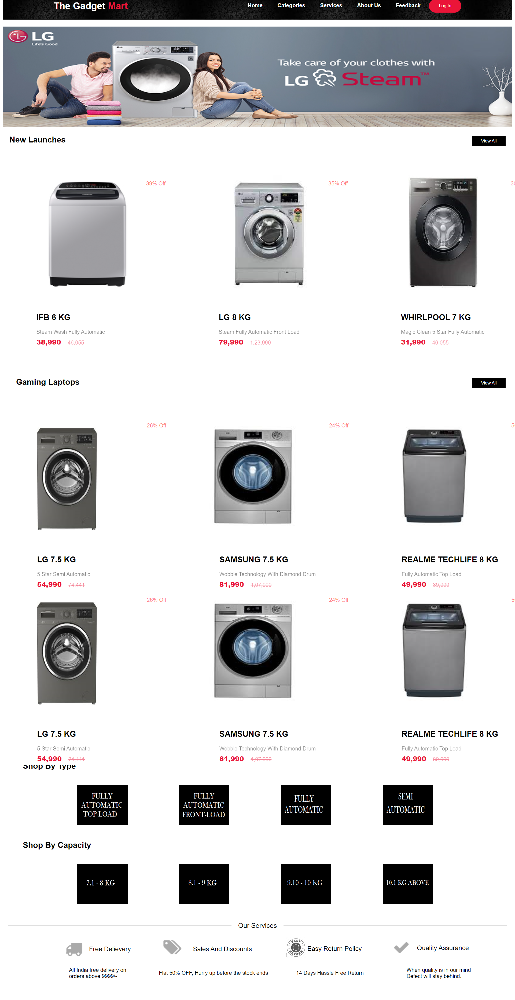 The Gadget Mart
Home Categories Services About Us Feedback Log In
LG
Life's Good
Take care of your clothes with
LG Steam™
New Launches
View All
39% Off
35% Off
IFB 6 KG
LG 8 KG
WHIRLPOOL 7 KG
Steam Wash Fully Automatic
Steam Fully Automatic Front Load
Magic Clean 5 Star Fully Automatic
38,990 46,055
79,990 1,23,990
31,990 46,055
Gaming Laptops
View All
26% Off
24% Off
LG 7.5 KG
SAMSUNG 7.5 KG
REALME TECHLIFE 8 KG
5 Star Semi Automatic
Wobble Technology With Diamond Drum
Fully Automatic Top Load
54,990 74,441
81,990 1,07,990
49,990 89,999
26% Off
24% Off
LG 7.5 KG
SAMSUNG 7.5 KG
REALME TECHLIFE 8 KG
5 Star Semi Automatic
Wobble Technology With Diamond Drum
Fully Automatic Top Load
54,990 74,441
81,990 1,07,990
49,990 89,999
Shop By Type
FULLY
AUTOMATIC
TOP-LOAD
FULLY
AUTOMATIC
FRONT-LOAD
FULLY
AUTOMATIC
SEMI
AUTOMATIC
Shop By Capacity
7.1 - 8 KG
8.1 - 9 KG
9.10 - 10 KG
10.1 KG ABOVE
Our Services
Free Delievery
Sales And Discounts
EASY
RETURN
Easy Return Policy
Quality Assurance
All India free delivery on
orders above 9999/-
Flat 50% OFF, Hurry up before the stock ends
14 Days Hassle Free Return
When quality is in our mind
Defect will stay behind.